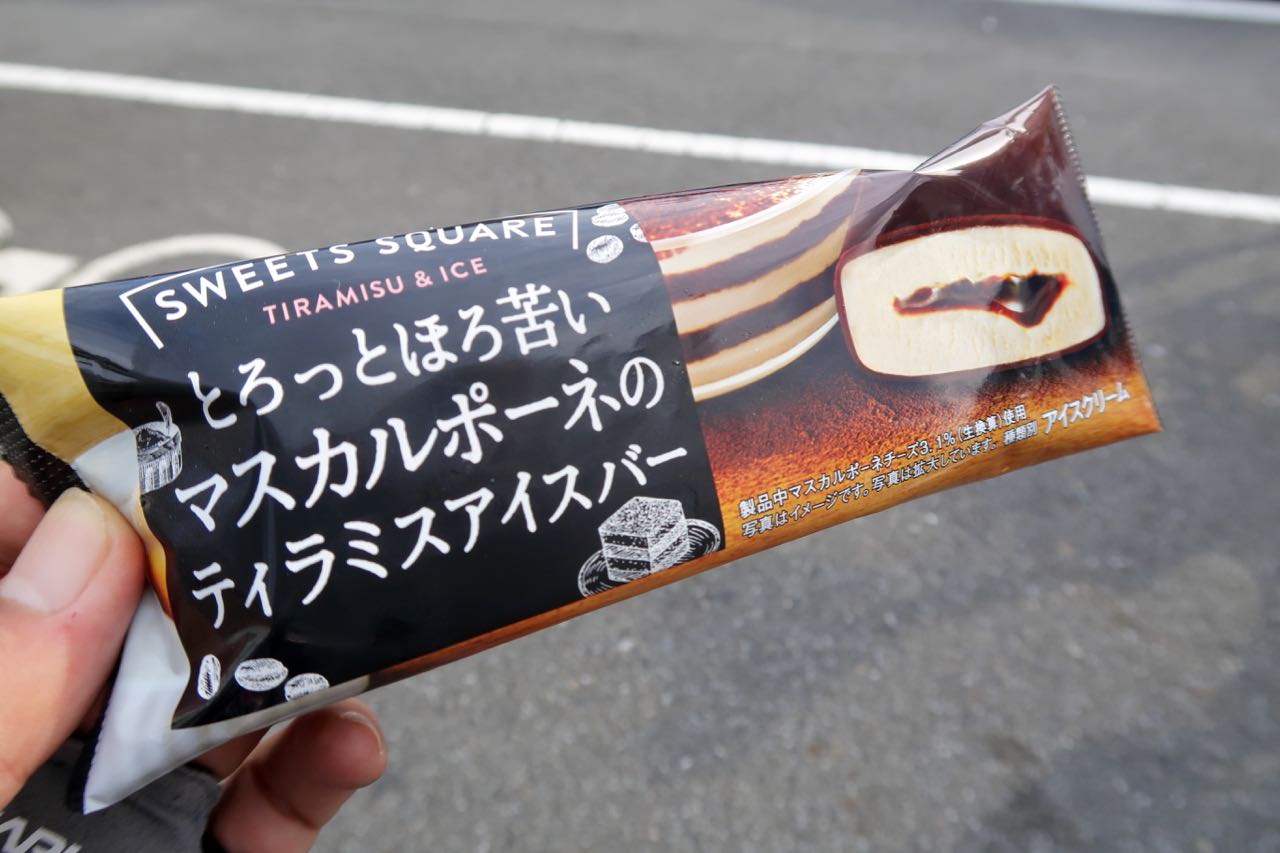 SWEETS SQUARE
TIRAMISU & ICE
とろっとほろ苦い
マスカルポーネの
ティラミスアイスバー
製品中マスカルポーネチーズ3.1%(生換算)使用
写真はイメージです。写真は拡大しています。 種類別 アイスクリーム